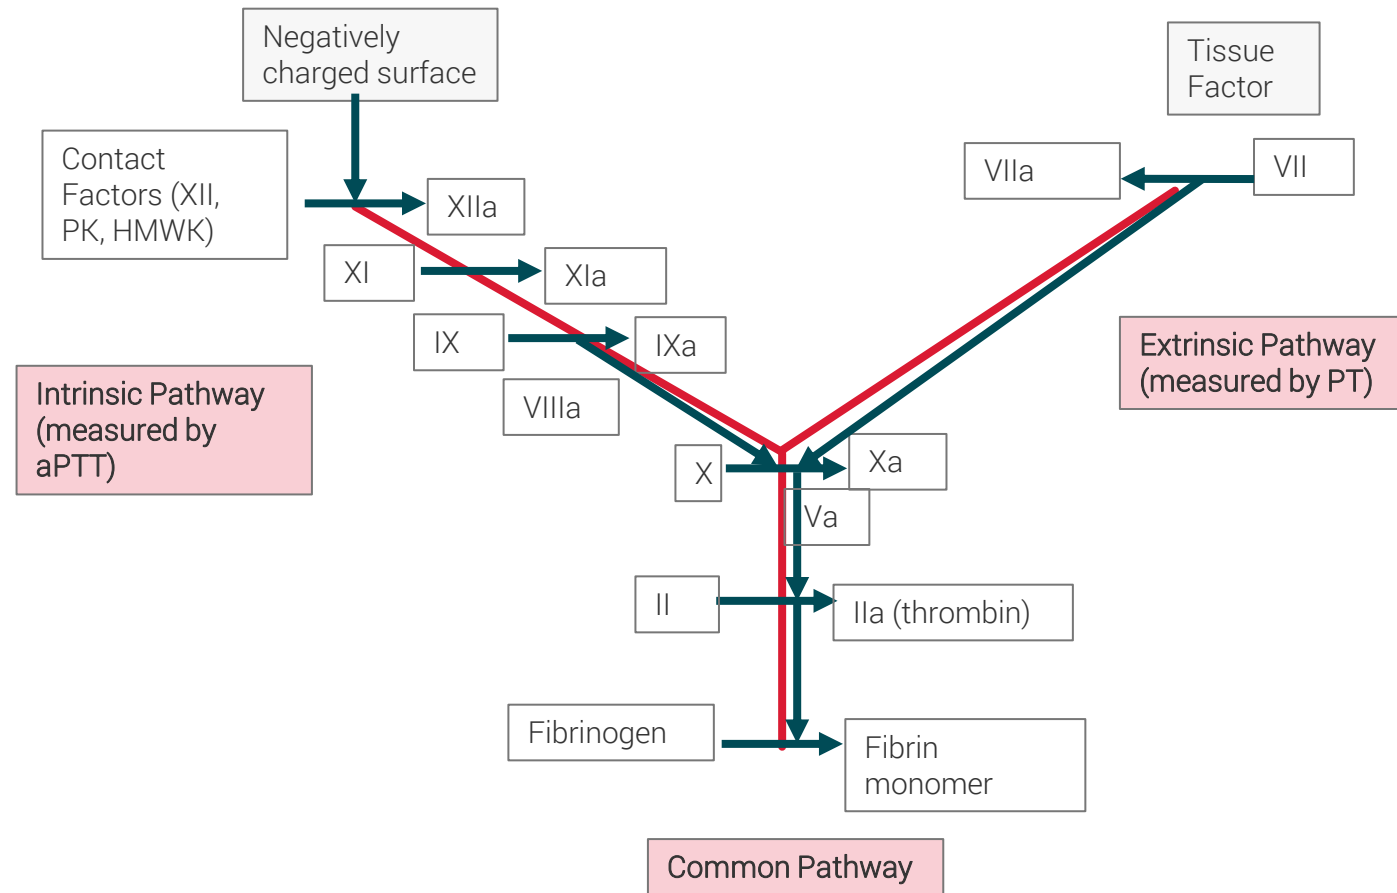 Negatively
charged surface
Tissue
Factor
Contact
Factors (XII,
PK, HMWK)
XIIa
VIIa
VII
XI
XIa
IX
IXa
VIIIa
Intrinsic Pathway
(measured by
aPTT)
Extrinsic Pathway
(measured by PT)
X
Xa
Va
II
IIa (thrombin)
Fibrinogen
Fibrin
monomer
Common Pathway